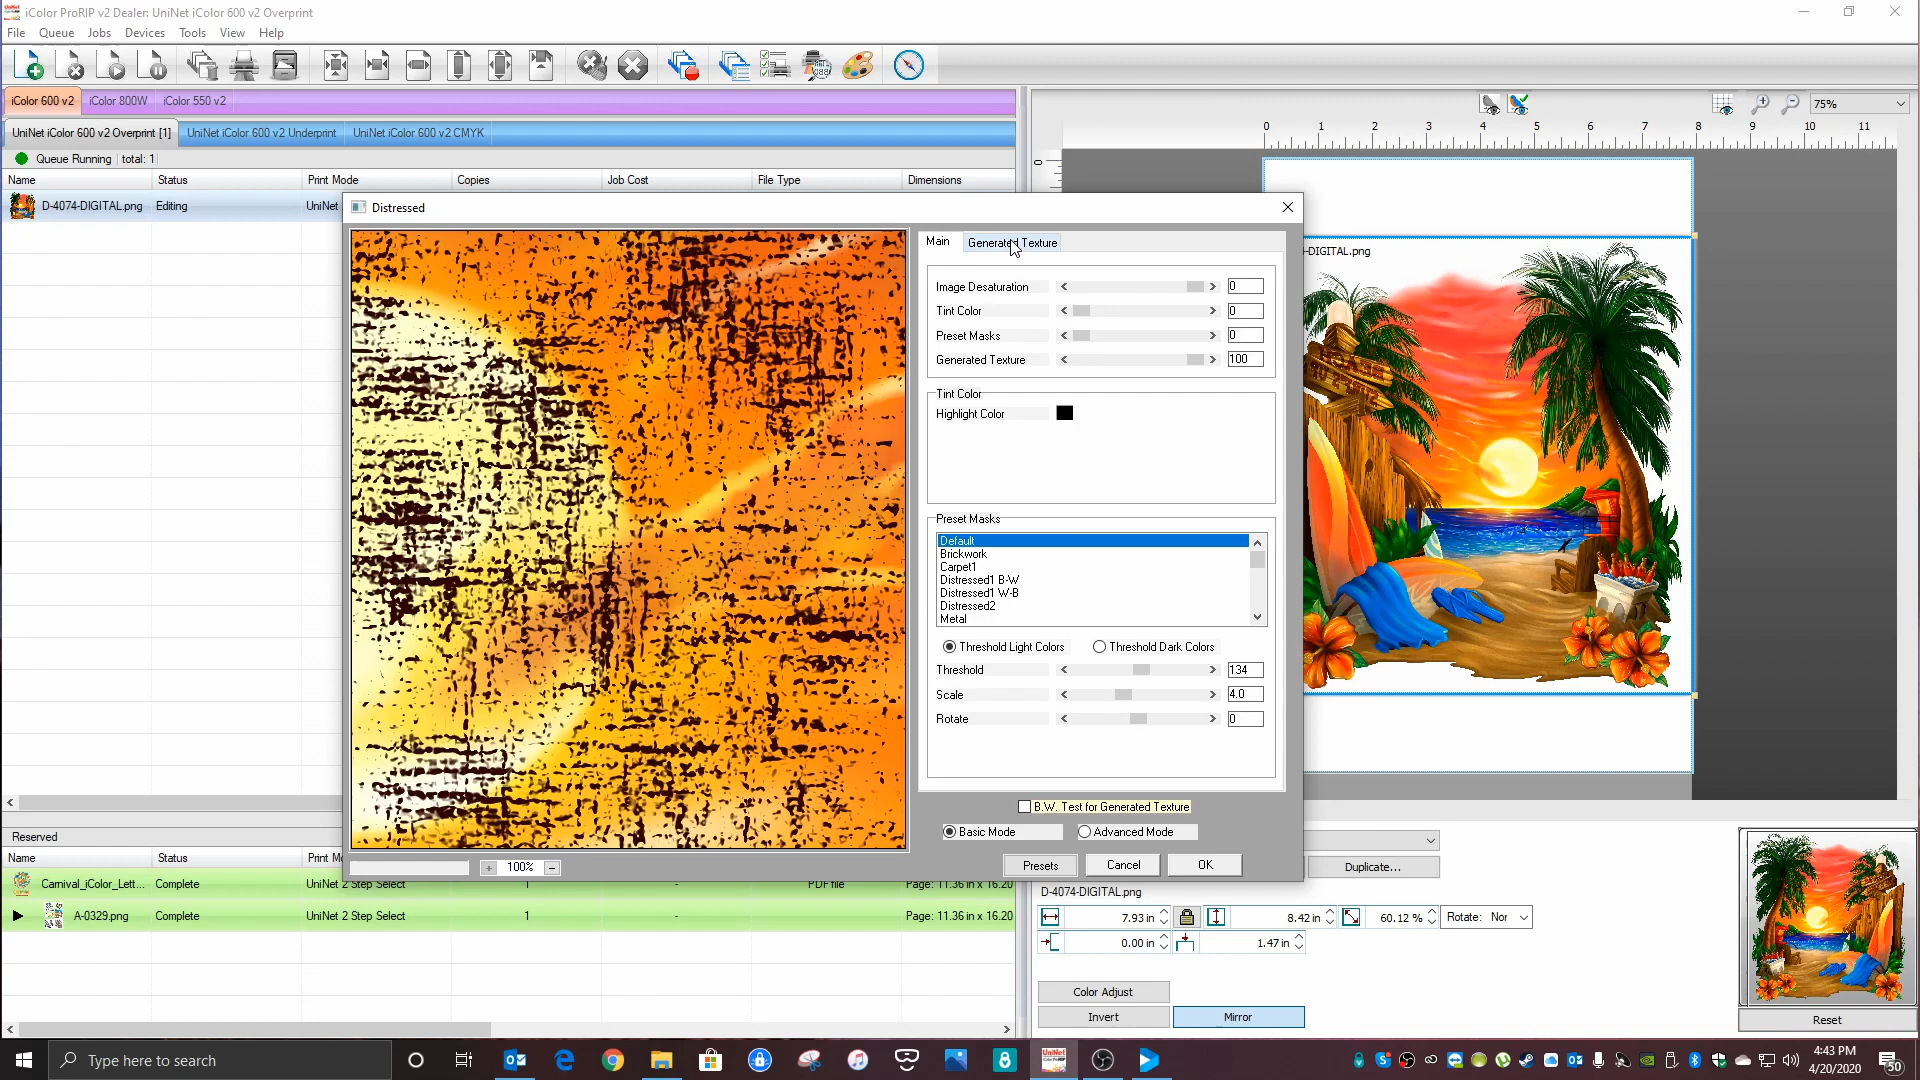 iColor ProRIP v2 Dealer: UniNet iColor 600 v2 Overprint
File Queue Jobs Devices Tools View Help
iColor 600 v2 iColor 800W iColor 550 v2
UniNet iColor 600 v2 Overprint [1] UniNet iColor 600 v2 Underprint UniNet iColor 600 v2 CMYK
Queue Running total: 1
Name Status Print Mode Copies Job Cost File Type Dimensions
D-4074-DIGITAL.png Editing UniNet
75%
0 1 2 3 4 5 6 7 8 9 10 11
0
-DIGITAL.png
Distressed
Main Generated Texture
Image Desaturation 0
Tint Color 0
Preset Masks 0
Generated Texture 100
Tint Color
Highlight Color
Preset Masks
Default
Brickwork
Carpet1
Distressed1 B-W
Distressed1 W-B
Distressed2
Metal
Threshold Light Colors Threshold Dark Colors
Threshold 134
Scale 4.0
Rotate 0
B.W. Test for Generated Texture
Basic Mode Advanced Mode
+ 100% − Presets Cancel OK
Reserved
Name Status Print M
Carnival_iColor_Lett... Complete UniNet 2 Step Select 1 - PDF file Page: 11.36 in x 16.20
A-0329.png Complete UniNet 2 Step Select 1 - Page: 11.36 in x 16.20
Duplicate...
D-4074-DIGITAL.png
7.93 in 8.42 in 60.12 % Rotate: Nor
0.00 in 1.47 in
Color Adjust
Invert Mirror
Reset
Type here to search
4:43 PM
4/20/2020
50